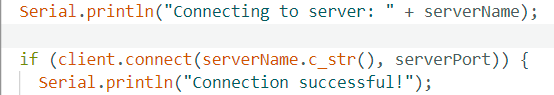 Serial.println("Connecting to server: " + serverName);
if (client.connect(serverName.c_str(), serverPort)) {
Serial.println("Connection successful!");